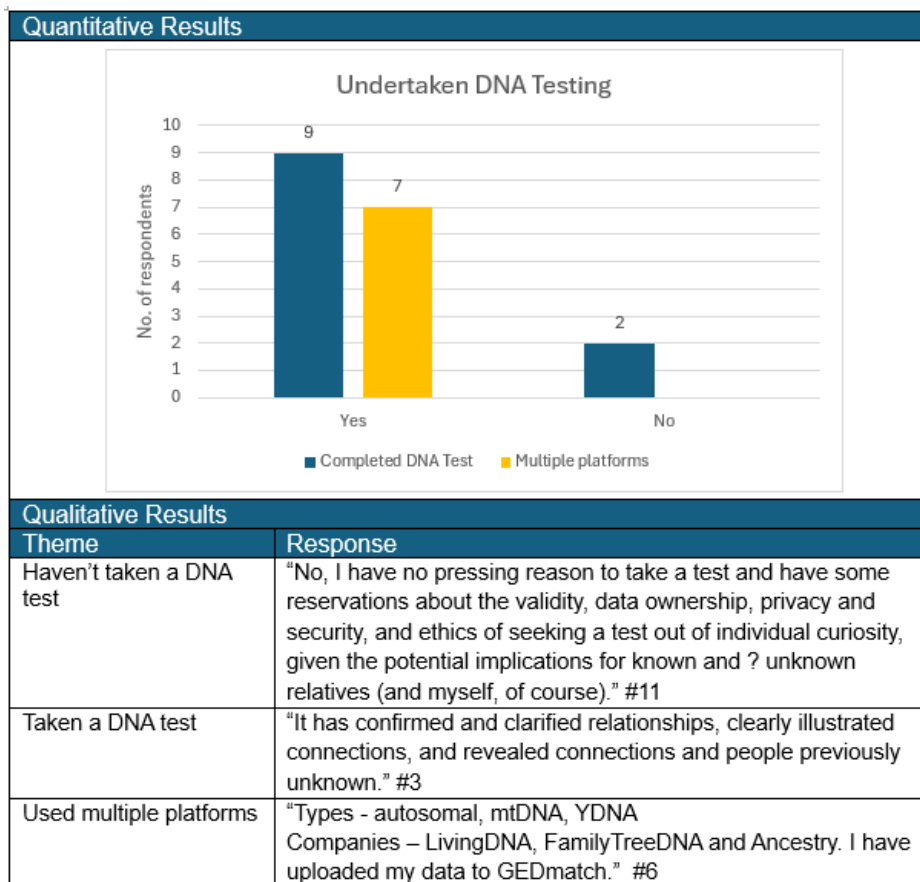 Quantitative Results
Undertaken DNA Testing
10
9
8
7
6
5
4
3
2
1
0
No. of respondents
9
7
2
Yes
No
Completed DNA Test
Multiple platforms
Qualitative Results
Theme
Response
Haven’t taken a DNA
test
“No, I have no pressing reason to take a test and have some
reservations about the validity, data ownership, privacy and
security, and ethics of seeking a test out of individual curiosity,
given the potential implications for known and ? unknown
relatives (and myself, of course).” #11
Taken a DNA test
“It has confirmed and clarified relationships, clearly illustrated
connections, and revealed connections and people previously
unknown.” #3
Used multiple platforms
“Types - autosomal, mtDNA, YDNA
Companies – LivingDNA, FamilyTreeDNA and Ancestry. I have
uploaded my data to GEDmatch.”  #6